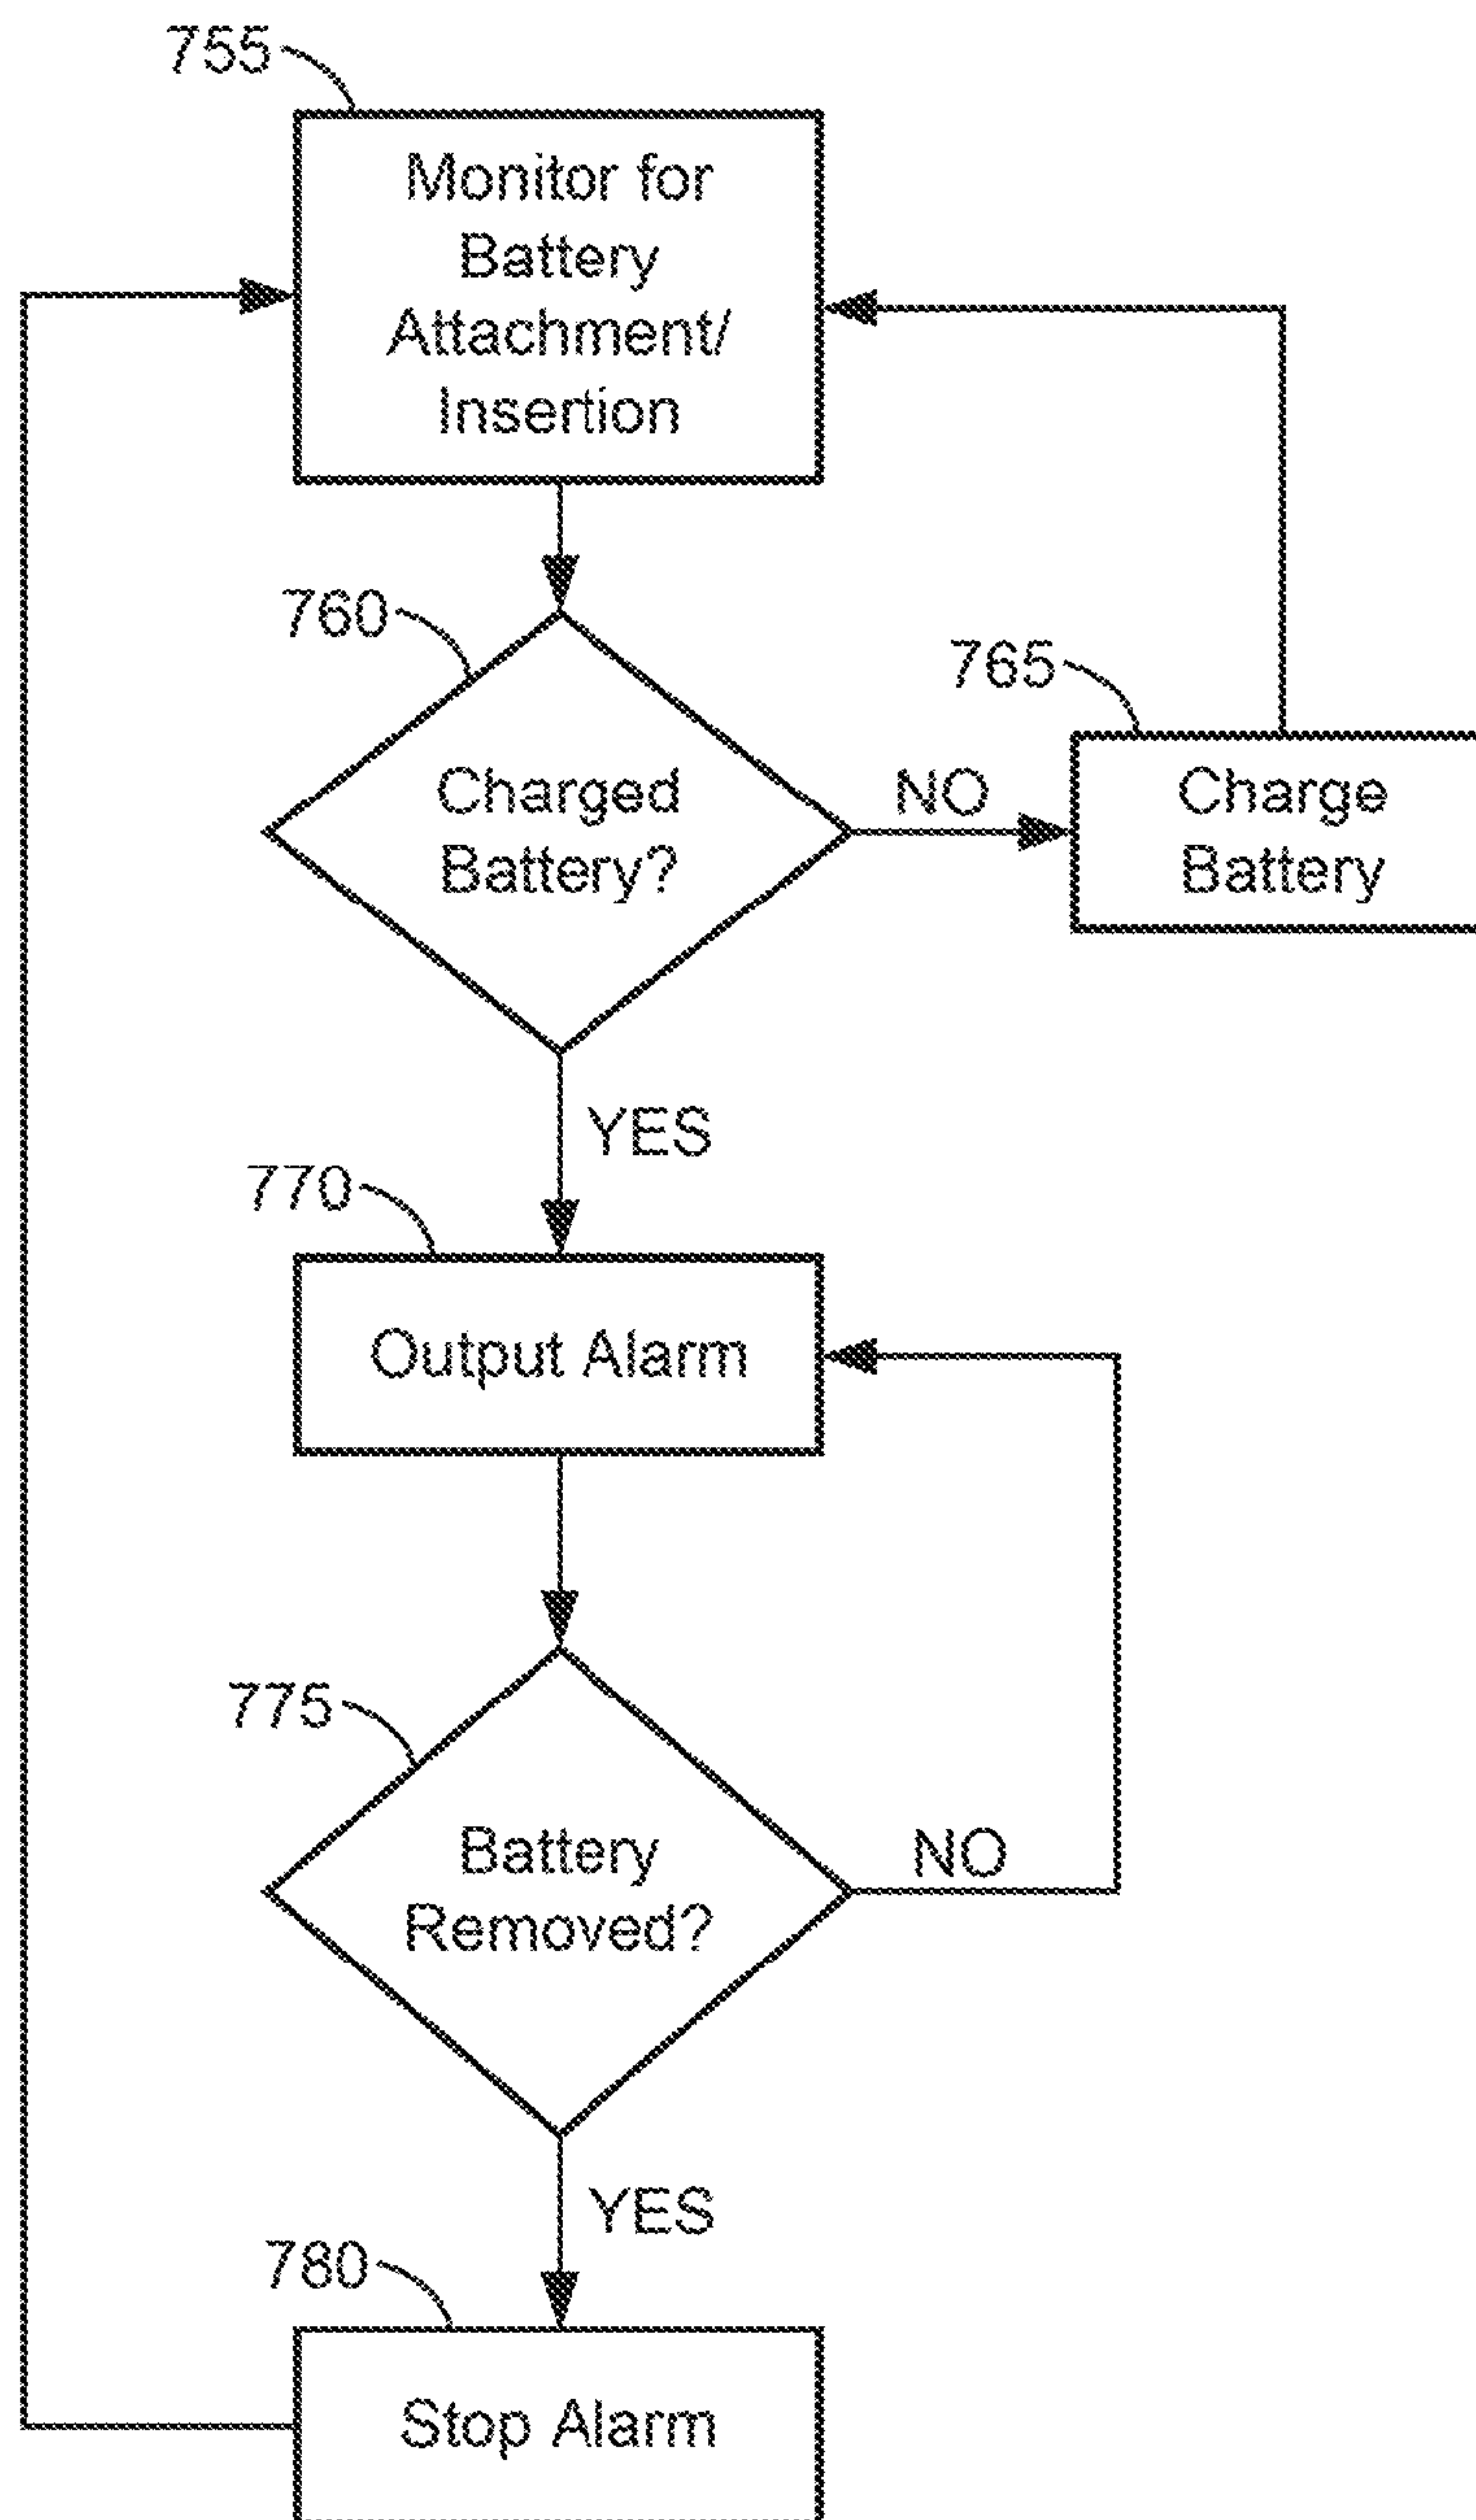 755
Monitor for
Battery
Attachment/
Insertion
760
Charged
Battery?
NO
765
Charge
Battery
YES
770
Output Alarm
775
Battery
Removed?
NO
YES
780
Stop Alarm